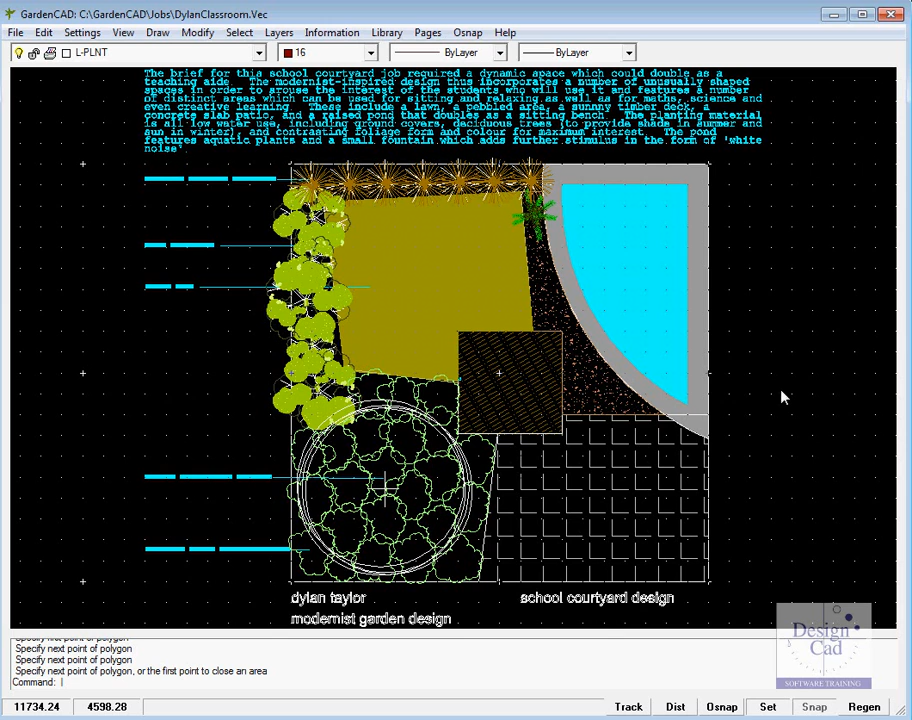 GardenCAD: C:\GardenCAD\Jobs\DylanClassroom.Vec
File Edit Settings View Draw Modify Select Layers Information Library Pages Osnap Help
L-PLNT 16 ByLayer ByLayer
The brief for this school courtyard job required a dynamic space which could double as a
teaching aide The modernist-inspired design thus incorporates a number of unusually shaped
spaces in order to arouse the interest of the students who will use it and features a number
of distinct areas which can be used for sitting and relaxing as well as for maths, science and
even creative learning These include a lawn, a pebbled area, a sunny timber deck, a
concrete slab patic, and a raised pond that doubles as a sitting bench The planting material
is all low water use, including ground covers, deciduous trees (to provide shade in summer and
sun in winter), and contrasting foliage form and colour for maximum interest. The pond
features aquatic plants and a small fountain which adds further stimulus in the form of 'white
noise'
dylan taylor
school courtyard design
modernist garden design
Design
Cad
SOFTWARE TRAINING
Specify first point of polygon
Specify next point of polygon
Specify next point of polygon
Specify next point of polygon, or the first point to close an area
Command:
11734.24 4598.28 Track Dist Osnap Set Snap Regen